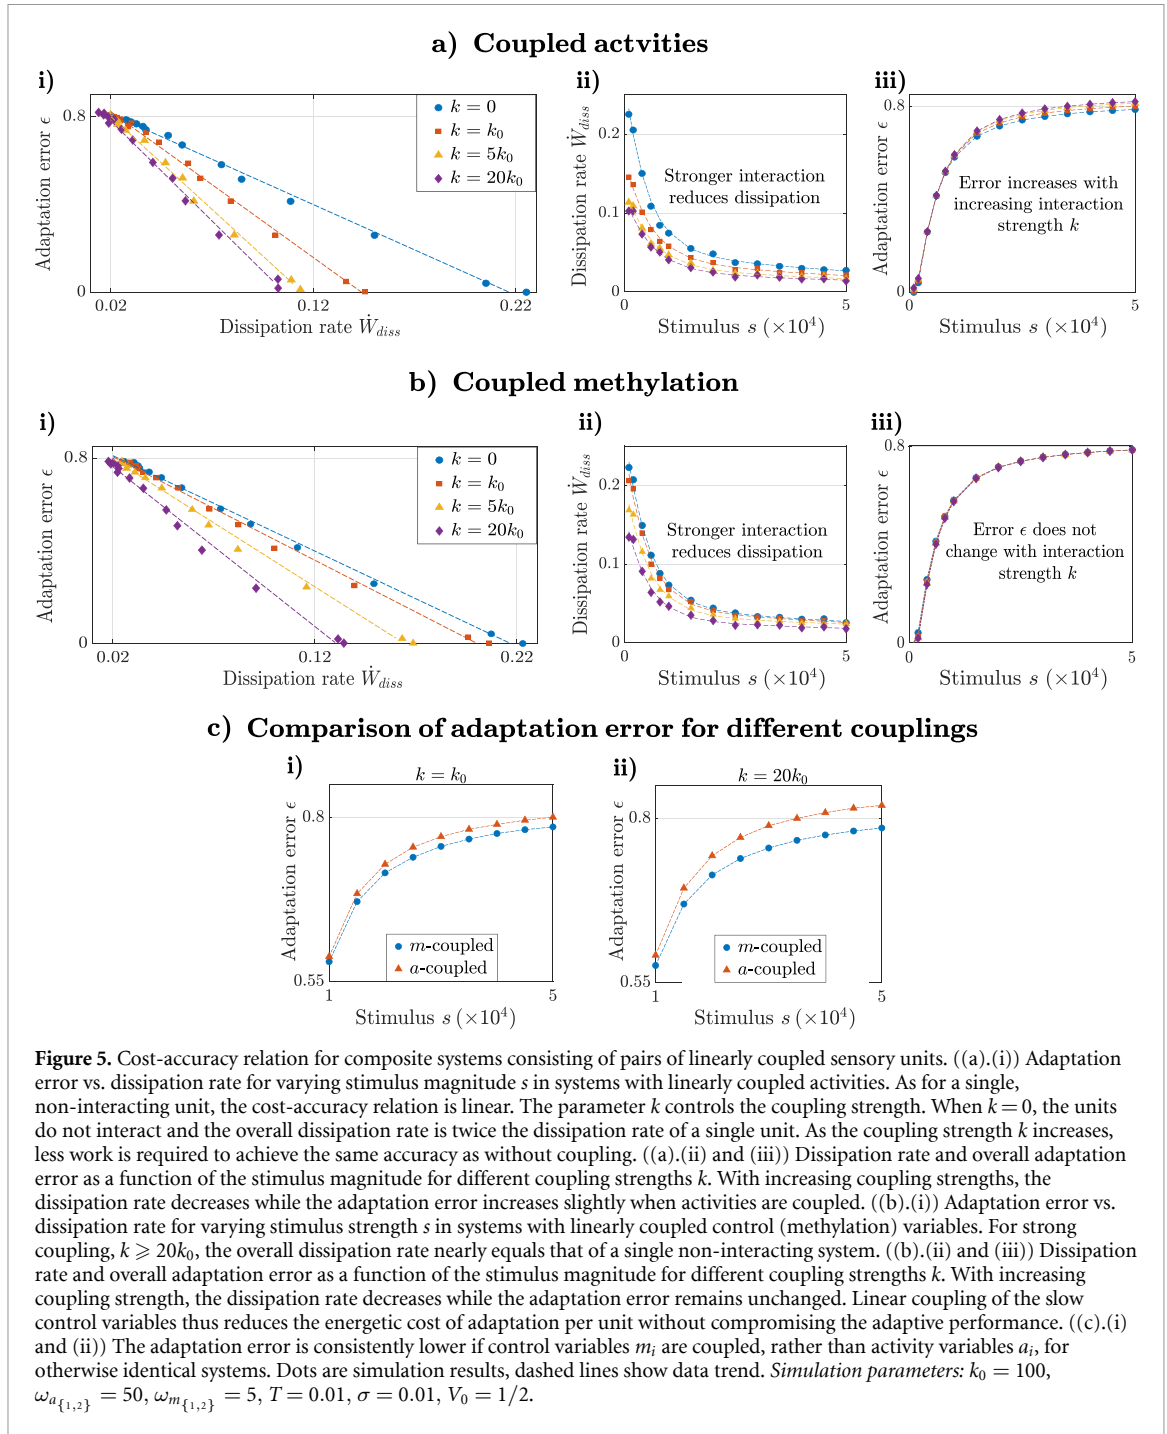 a) Coupled actvities
i)
Adaptation error ϵ
0.8
0
0.02
0.12
0.22
Dissipation rate Ẇ_diss
k = 0
k = k₀
k = 5k₀
k = 20k₀
ii)
Dissipation rate Ẇ_diss
0.2
0.1
0
0
5
Stimulus s (×10⁴)
Stronger interaction
reduces dissipation
iii)
Adaptation error ϵ
0.8
0
0
5
Stimulus s (×10⁴)
Error increases with
increasing interaction
strength k
b) Coupled methylation
i)
Adaptation error ϵ
0.8
0
0.02
0.12
0.22
Dissipation rate Ẇ_diss
k = 0
k = k₀
k = 5k₀
k = 20k₀
ii)
Dissipation rate Ẇ_diss
0.2
0.1
0
0
5
Stimulus s (×10⁴)
Stronger interaction
reduces dissipation
iii)
Adaptation error ϵ
0.8
0
0
5
Stimulus s (×10⁴)
Error ϵ does not
change with interaction
strength k
c) Comparison of adaptation error for different couplings
i)
k = k₀
Adaptation error ϵ
0.8
0.55
1
5
Stimulus s (×10⁴)
m-coupled
a-coupled
ii)
k = 20k₀
Adaptation error ϵ
0.8
0.55
1
5
Stimulus s (×10⁴)
m-coupled
a-coupled
Figure 5. Cost-accuracy relation for composite systems consisting of pairs of linearly coupled sensory units. ((a).(i)) Adaptation
error vs. dissipation rate for varying stimulus magnitude s in systems with linearly coupled activities. As for a single,
non-interacting unit, the cost-accuracy relation is linear. The parameter k controls the coupling strength. When k = 0, the units
do not interact and the overall dissipation rate is twice the dissipation rate of a single unit. As the coupling strength k increases,
less work is required to achieve the same accuracy as without coupling. ((a).(ii) and (iii)) Dissipation rate and overall adaptation
error as a function of the stimulus magnitude for different coupling strengths k. With increasing coupling strengths, the
dissipation rate decreases while the adaptation error increases slightly when activities are coupled. ((b).(i)) Adaptation error vs.
dissipation rate for varying stimulus strength s in systems with linearly coupled control (methylation) variables. For strong
coupling, k ⩾ 20k₀, the overall dissipation rate nearly equals that of a single non-interacting system. ((b).(ii) and (iii)) Dissipation
rate and overall adaptation error as a function of the stimulus magnitude for different coupling strengths k. With increasing
coupling strength, the dissipation rate decreases while the adaptation error remains unchanged. Linear coupling of the slow
control variables thus reduces the energetic cost of adaptation per unit without compromising the adaptive performance. ((c).(i)
and (ii)) The adaptation error is consistently lower if control variables mᵢ are coupled, rather than activity variables aᵢ, for
otherwise identical systems. Dots are simulation results, dashed lines show data trend. Simulation parameters: k₀ = 100,
ω_a{1,2} = 50, ω_m{1,2} = 5, T = 0.01, σ = 0.01, V₀ = 1/2.